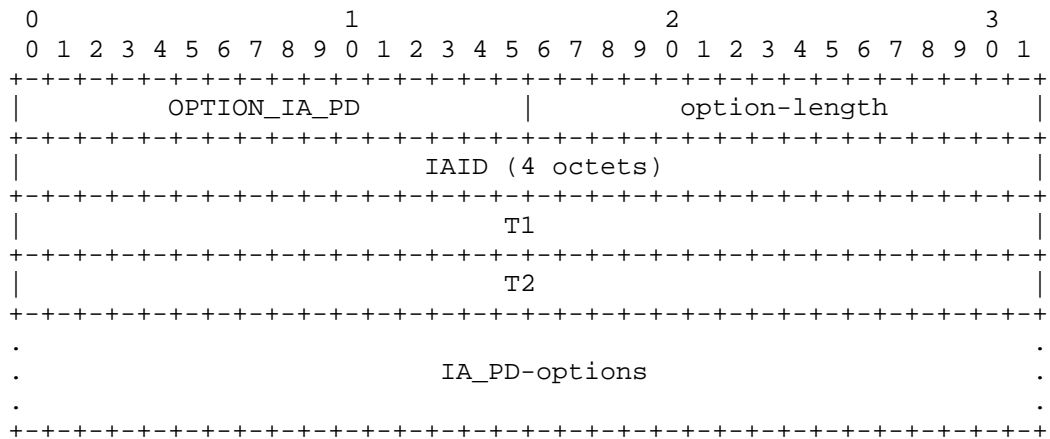 0                   1                   2                   3
 0 1 2 3 4 5 6 7 8 9 0 1 2 3 4 5 6 7 8 9 0 1 2 3 4 5 6 7 8 9 0 1
+-+-+-+-+-+-+-+-+-+-+-+-+-+-+-+-+-+-+-+-+-+-+-+-+-+-+-+-+-+-+-+-+
|         OPTION_IA_PD          |         option-length         |
+-+-+-+-+-+-+-+-+-+-+-+-+-+-+-+-+-+-+-+-+-+-+-+-+-+-+-+-+-+-+-+-+
|                         IAID (4 octets)                       |
+-+-+-+-+-+-+-+-+-+-+-+-+-+-+-+-+-+-+-+-+-+-+-+-+-+-+-+-+-+-+-+-+
|                              T1                               |
+-+-+-+-+-+-+-+-+-+-+-+-+-+-+-+-+-+-+-+-+-+-+-+-+-+-+-+-+-+-+-+-+
|                              T2                               |
+-+-+-+-+-+-+-+-+-+-+-+-+-+-+-+-+-+-+-+-+-+-+-+-+-+-+-+-+-+-+-+-+
.                                                               .
.                          IA_PD-options                        .
.                                                               .
+-+-+-+-+-+-+-+-+-+-+-+-+-+-+-+-+-+-+-+-+-+-+-+-+-+-+-+-+-+-+-+-+